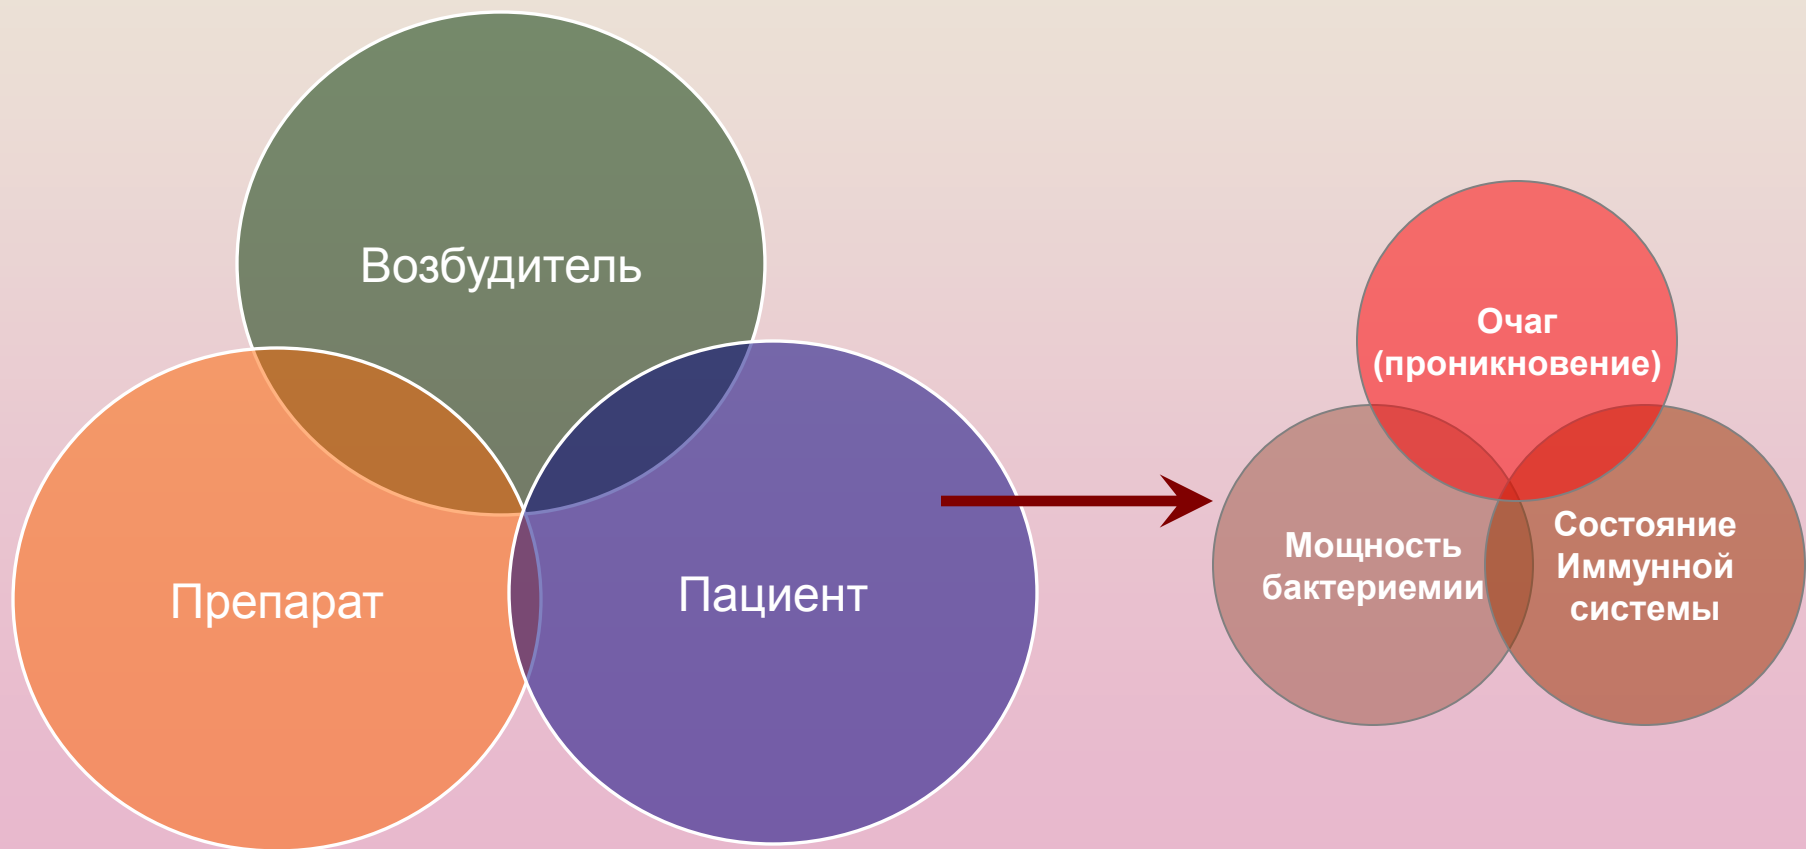 Возбудитель
Препарат
Пациент
Очаг
(проникновение)
Мощность
бактериемии
Состояние
Иммунной
системы